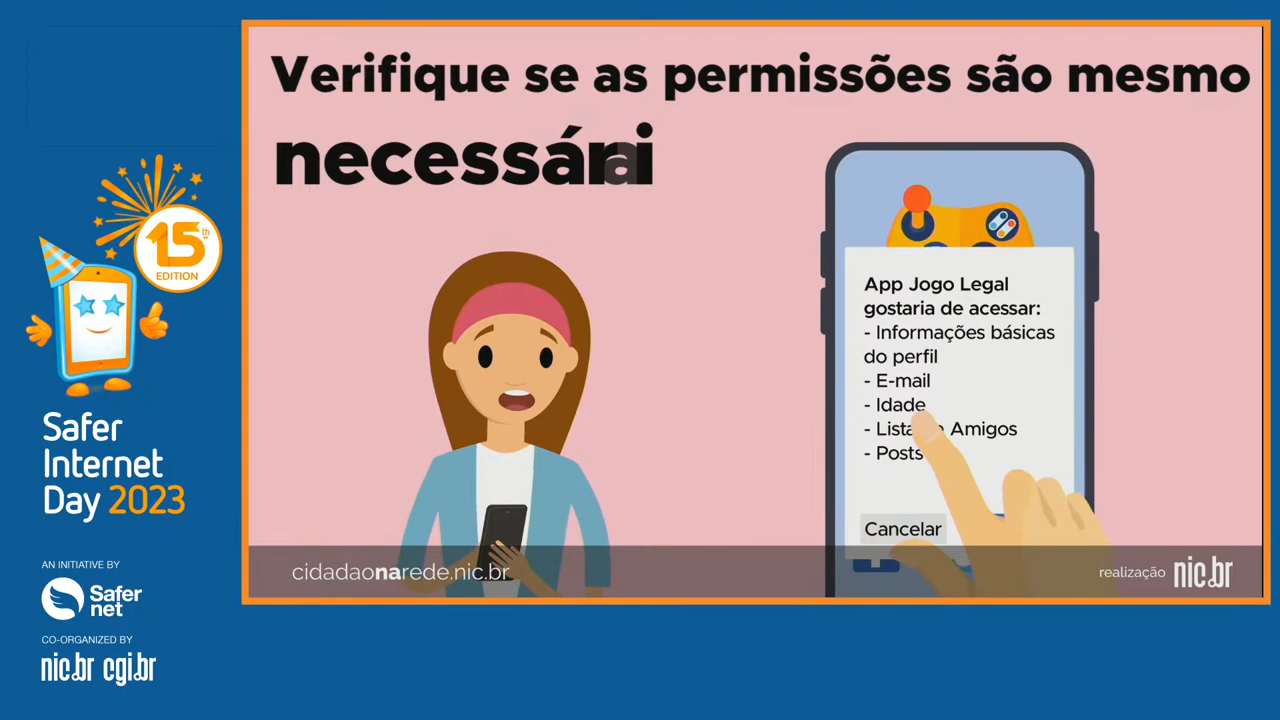 Verifique se as permissões são mesmo
necessári
15th
EDITION
App Jogo Legal
gostaria de acessar:
- Informações básicas
do perfil
- E-mail
- Idade
- Lista Amigos
- Posts
Cancelar
Safer
Internet
Day 2023
AN INITIATIVE BY
Safer
net
CO-ORGANIZED BY
nic.br cgi.br
cidadaonarede.nic.br
realização nic.br